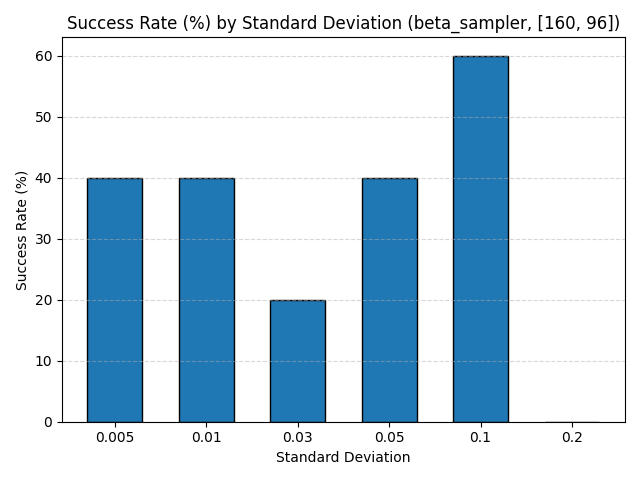 Success Rate (%) by Standard Deviation (beta_sampler, [160, 96])
60
50
40
30
20
10
0
Success Rate (%)
0.005 0.01 0.03 0.05 0.1 0.2
Standard Deviation